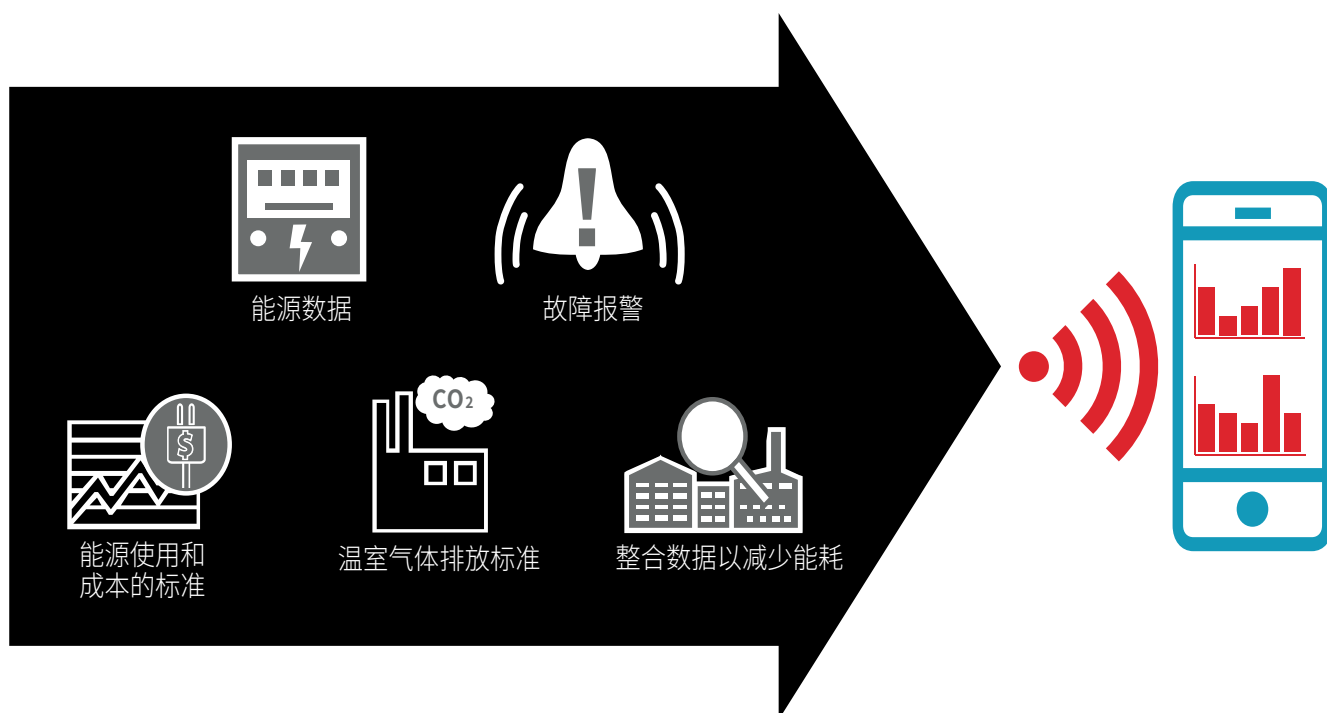 能源数据
故障报警
$
CO₂
能源使用和
成本的标准
温室气体排放标准
整合数据以减少能耗